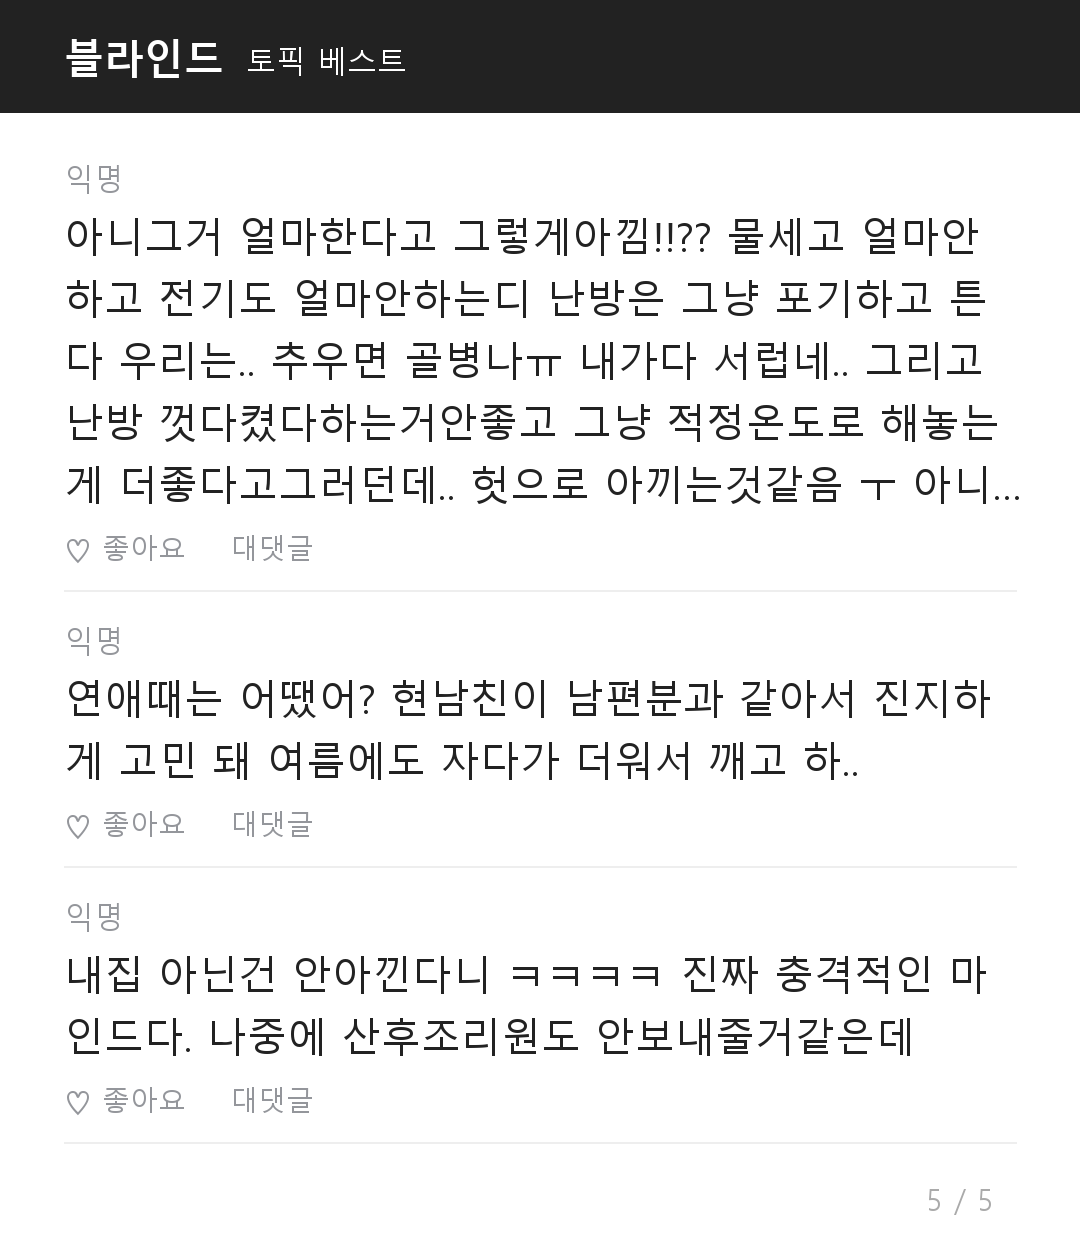 블라인드 토픽 베스트
익명
아니그거 얼마한다고 그렇게아낌!!?? 물세고 얼마안
하고 전기도 얼마안하는디 난방은 그냥 포기하고 튼
다 우리는.. 추우면 골병나ㅠ 내가다 서럽네.. 그리고
난방 껏다켰다하는거안좋고 그냥 적정온도로 해놓는
게 더좋다고그러던데.. 헛으로 아끼는것같음 ㅜ 아니...
♡ 좋아요 대댓글
익명
연애때는 어땠어? 현남친이 남편분과 같아서 진지하
게 고민 돼 여름에도 자다가 더워서 깨고 하..
♡ 좋아요 대댓글
익명
내집 아닌건 안아낀다니 ㅋㅋㅋㅋ 진짜 충격적인 마
인드다. 나중에 산후조리원도 안보내줄거같은데
♡ 좋아요 대댓글
5 / 5